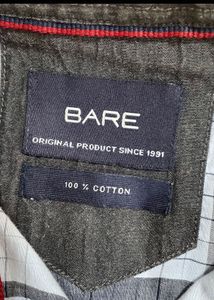 BARE
ORIGINAL PRODUCT SINCE 1991
100 % COTTON